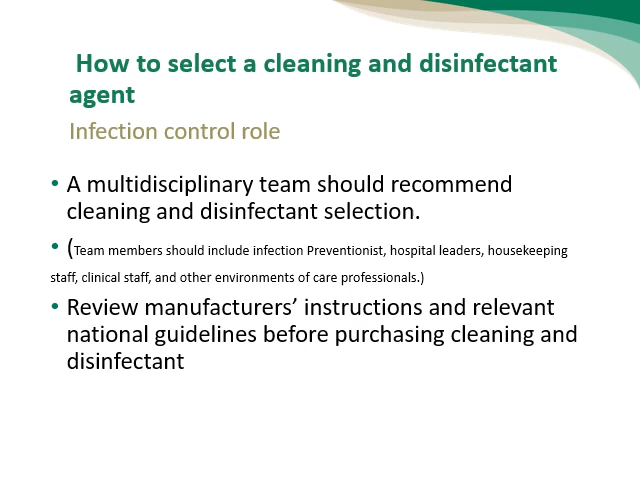 How to select a cleaning and disinfectant
agent
Infection control role
• A multidisciplinary team should recommend
cleaning and disinfectant selection.
• (Team members should include infection Preventionist, hospital leaders, housekeeping
staff, clinical staff, and other environments of care professionals.)
• Review manufacturers’ instructions and relevant
national guidelines before purchasing cleaning and
disinfectant